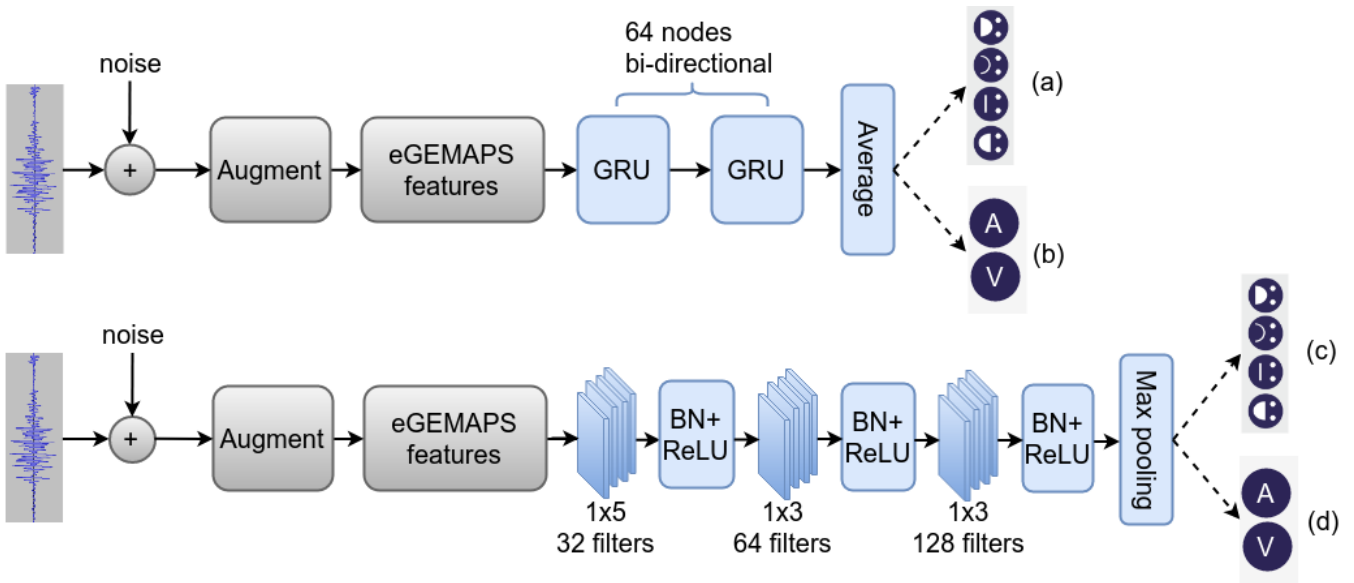 64 nodes
bi-directional
noise
+
Augment
eGEMAPS
features
GRU
GRU
Average
(a)
A
V
(b)
noise
+
Augment
eGEMAPS
features
BN+
ReLU
BN+
ReLU
BN+
ReLU
Max pooling
1x5
32 filters
1x3
64 filters
1x3
128 filters
(c)
A
V
(d)